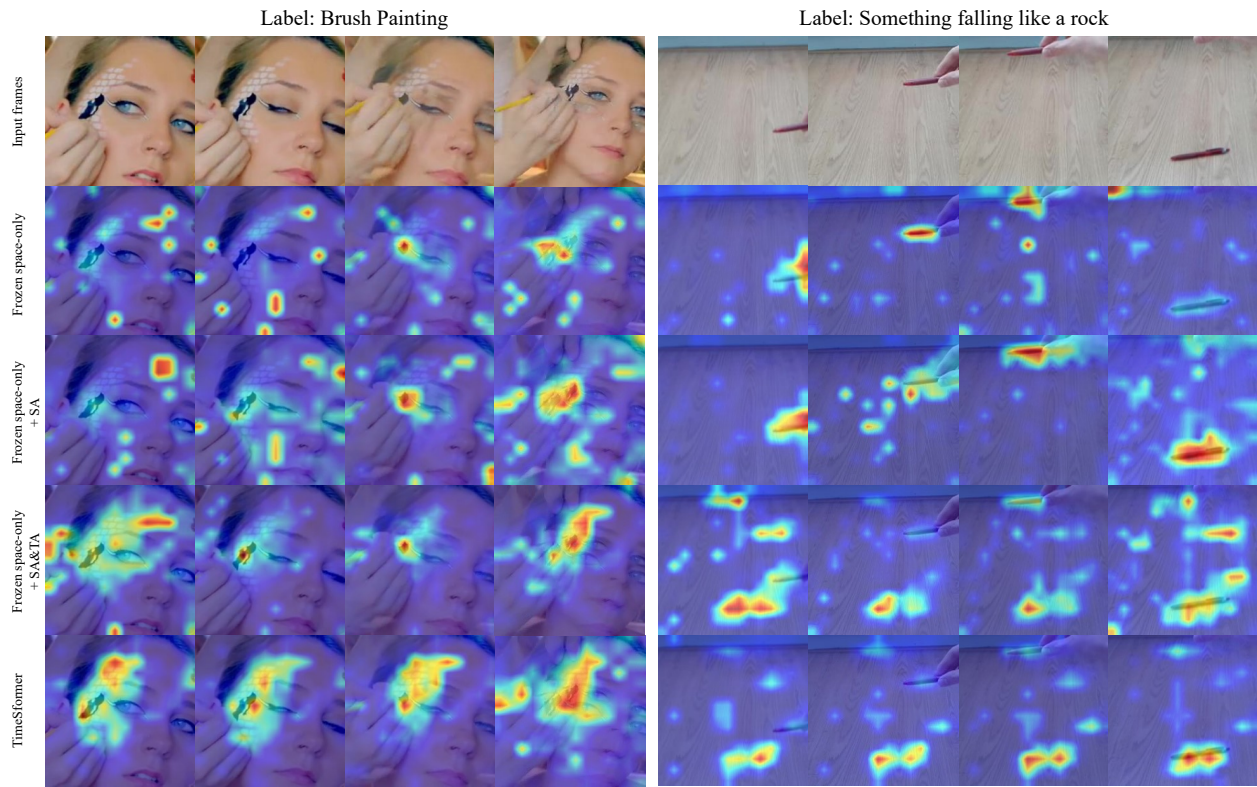 Label: Brush Painting
Label: Something falling like a rock
Input frames
Frozen space-only
Frozen space-only
+ SA
Frozen space-only
+ SA&TA
TimeSformer